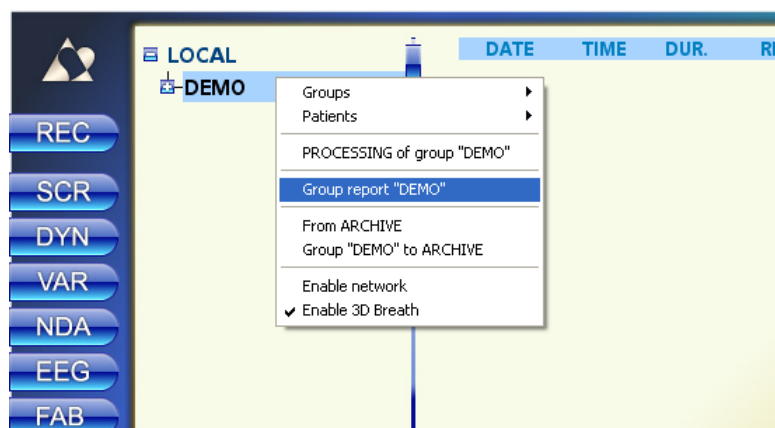 LOCAL
DATE TIME DUR.
DEMO
Groups
Patients
PROCESSING of group "DEMO"
Group report "DEMO"
From ARCHIVE
Group "DEMO" to ARCHIVE
Enable network
Enable 3D Breath
REC
SCR
DYN
VAR
NDA
EEG
FAB